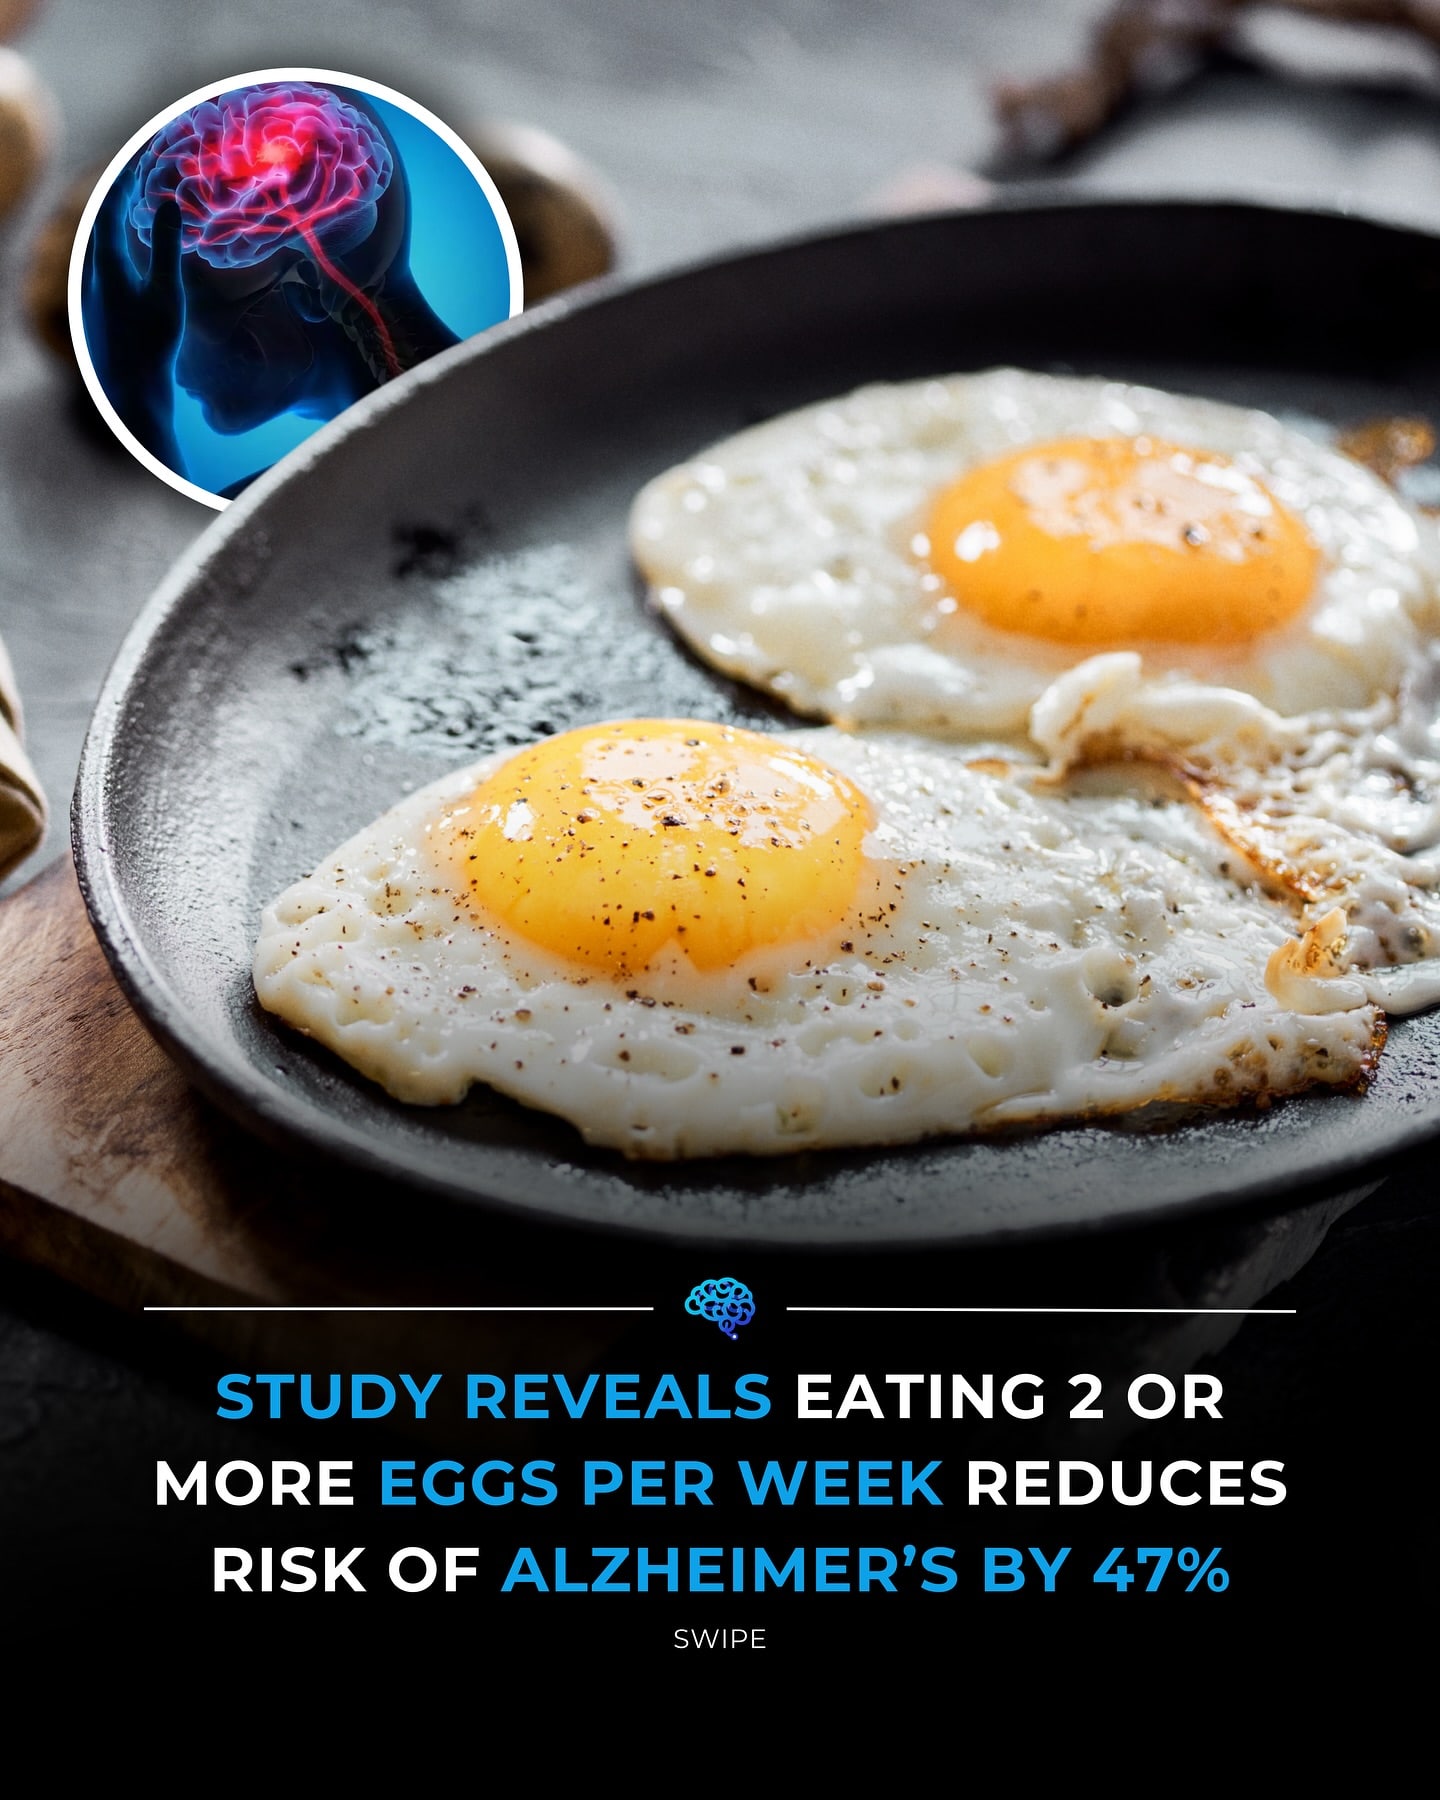 STUDY REVEALS EATING 2 OR
MORE EGGS PER WEEK REDUCES
RISK OF ALZHEIMER’S BY 47%
SWIPE